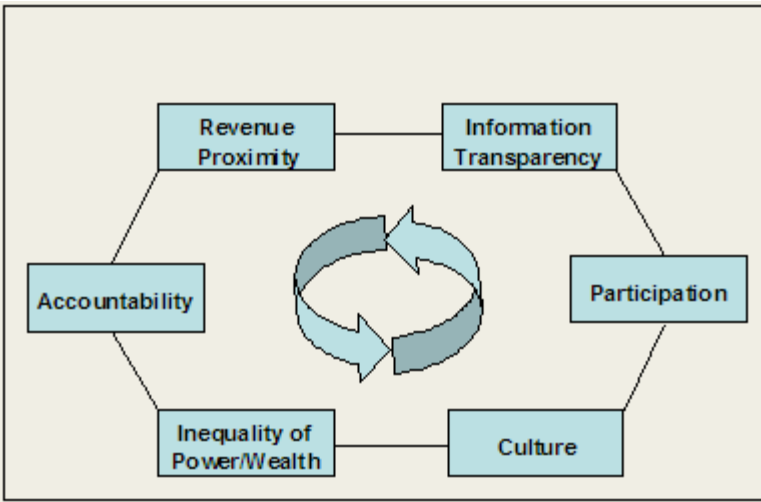 Revenue
Proximity
Information
Transparency
Accountability
Participation
Inequality of
Power/Wealth
Culture